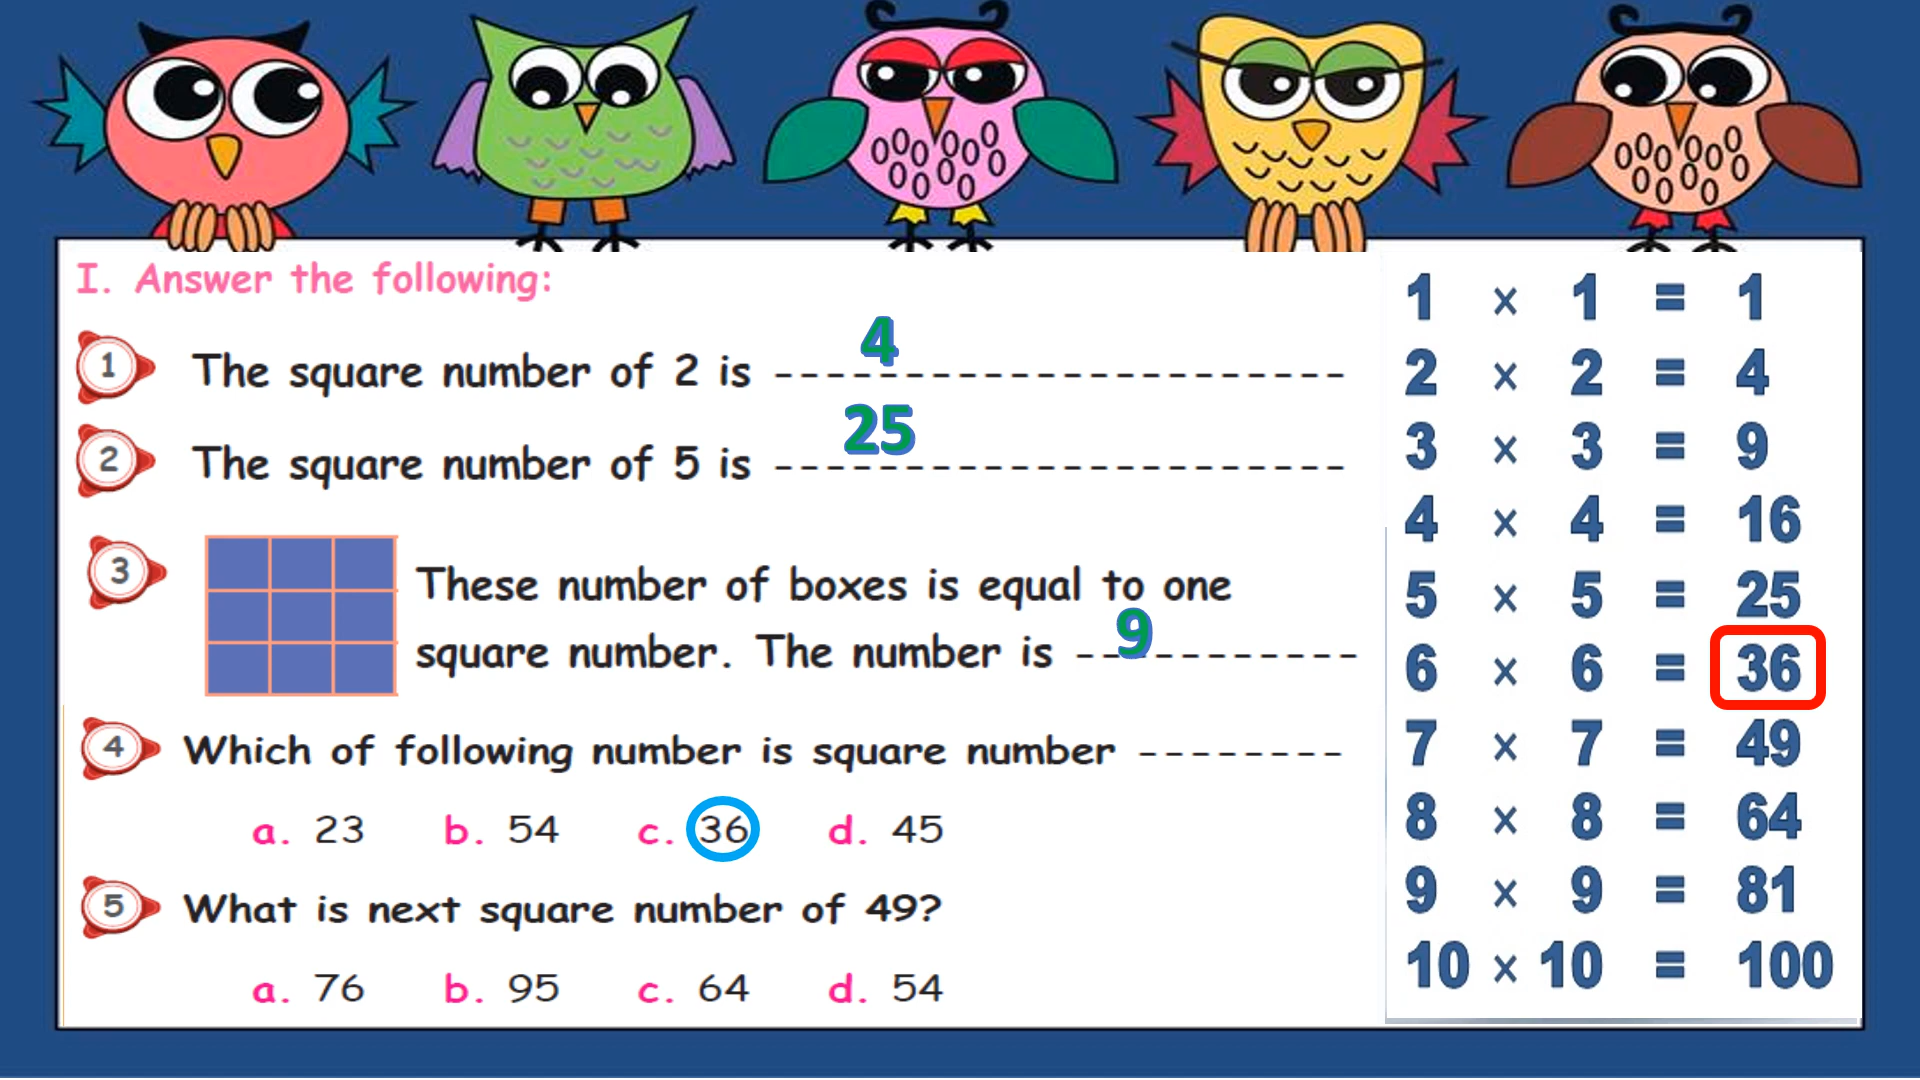 I. Answer the following:
1 The square number of 2 is 4 -----------------------
2 The square number of 5 is 25 -----------------------
3 These number of boxes is equal to one
square number. The number is 9 ------------
4 Which of following number is square number --------
a. 23 b. 54 c. 36 d. 45
5 What is next square number of 49?
a. 76 b. 95 c. 64 d. 54
1 × 1 = 1
2 × 2 = 4
3 × 3 = 9
4 × 4 = 16
5 × 5 = 25
6 × 6 = 36
7 × 7 = 49
8 × 8 = 64
9 × 9 = 81
10 × 10 = 100